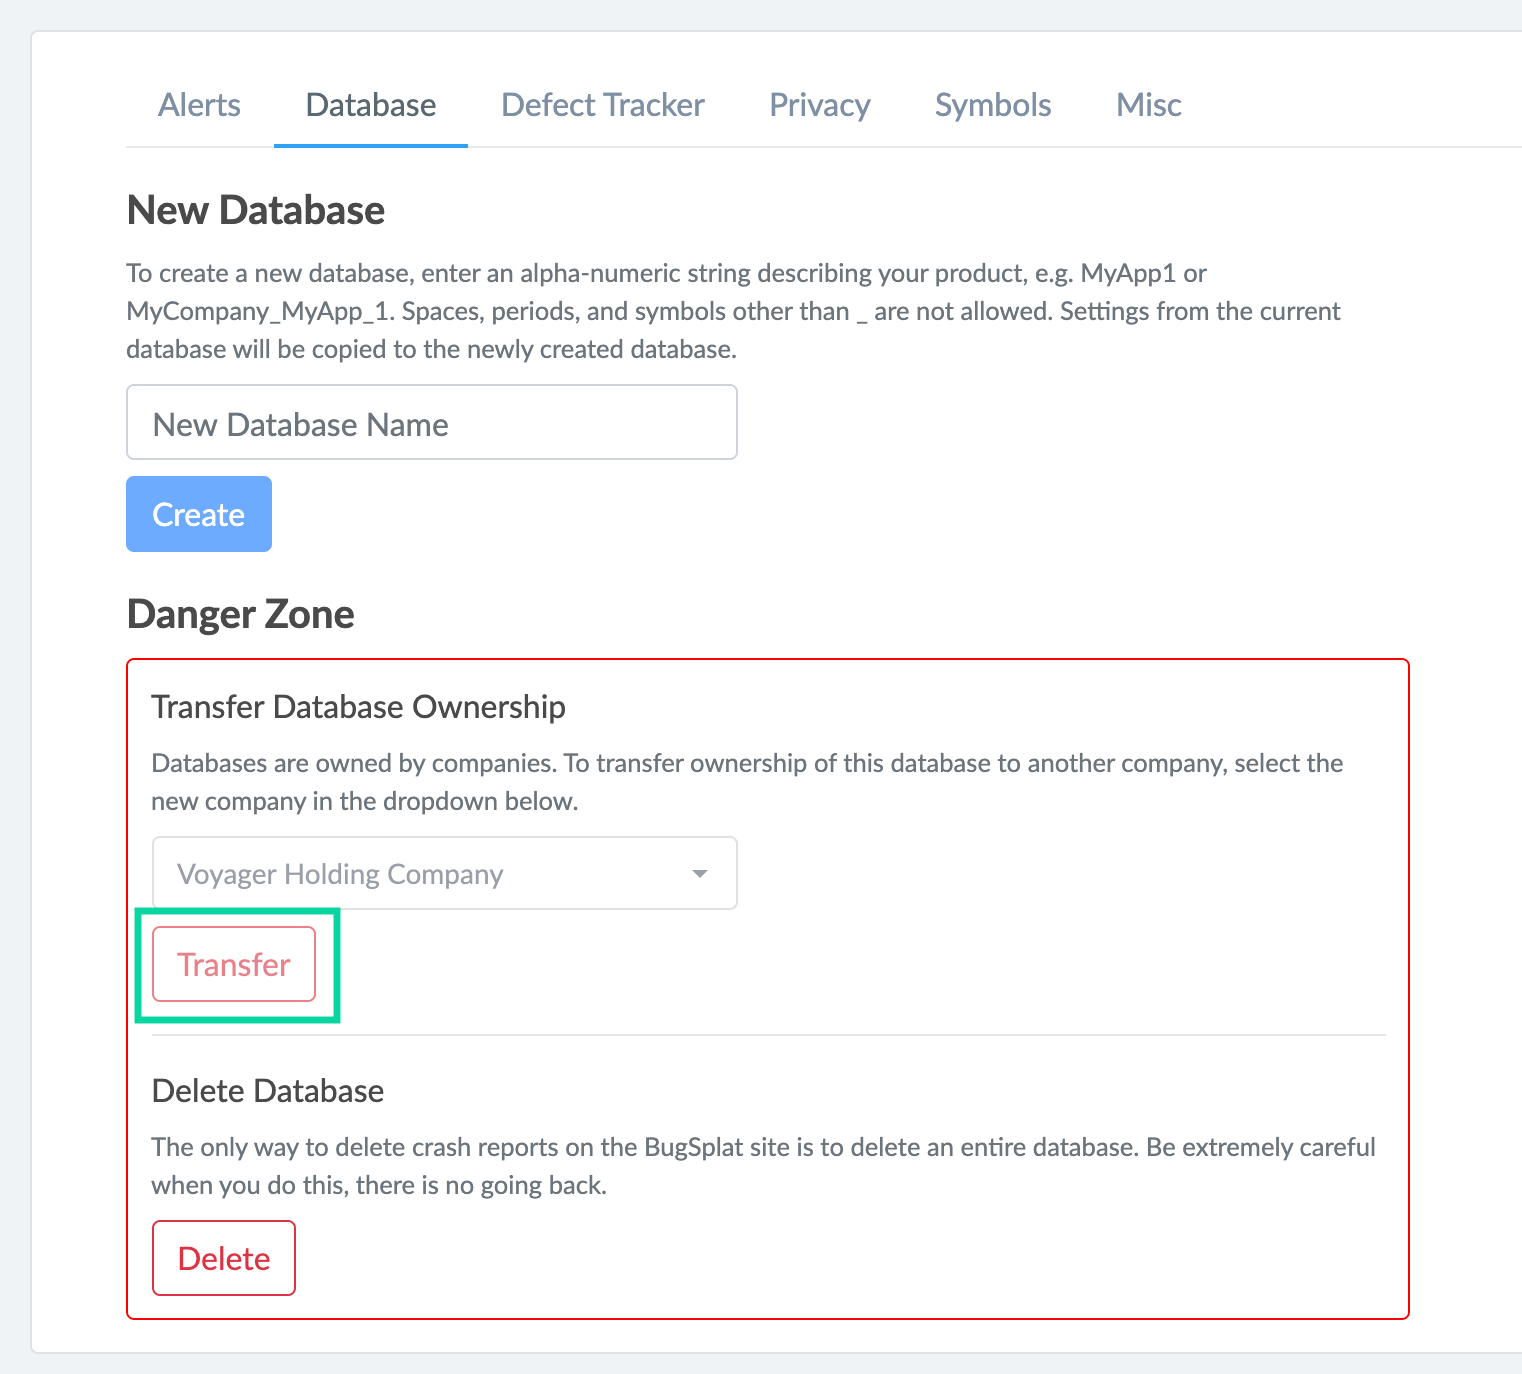 Alerts Database Defect Tracker Privacy Symbols Misc
New Database
To create a new database, enter an alpha-numeric string describing your product, e.g. MyApp1 or
MyCompany_MyApp_1. Spaces, periods, and symbols other than _ are not allowed. Settings from the current
database will be copied to the newly created database.
New Database Name
Create
Danger Zone
Transfer Database Ownership
Databases are owned by companies. To transfer ownership of this database to another company, select the
new company in the dropdown below.
Voyager Holding Company
Transfer
Delete Database
The only way to delete crash reports on the BugSplat site is to delete an entire database. Be extremely careful
when you do this, there is no going back.
Delete